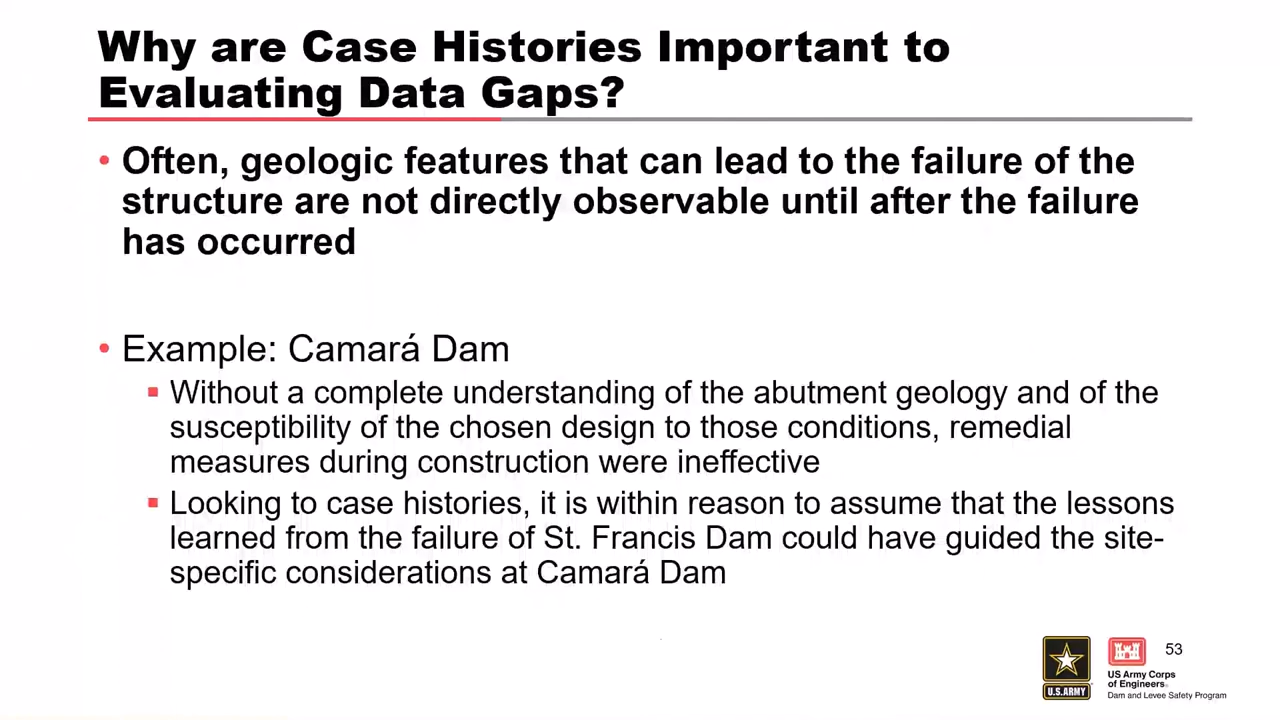 Why are Case Histories Important to
Evaluating Data Gaps?
• Often, geologic features that can lead to the failure of the
structure are not directly observable until after the failure
has occurred
• Example: Camará Dam
▪ Without a complete understanding of the abutment geology and of the
susceptibility of the chosen design to those conditions, remedial
measures during construction were ineffective
▪ Looking to case histories, it is within reason to assume that the lessons
learned from the failure of St. Francis Dam could have guided the site-
specific considerations at Camará Dam
53
U.S.ARMY
US Army Corps
of Engineers®
Dam and Levee Safety Program